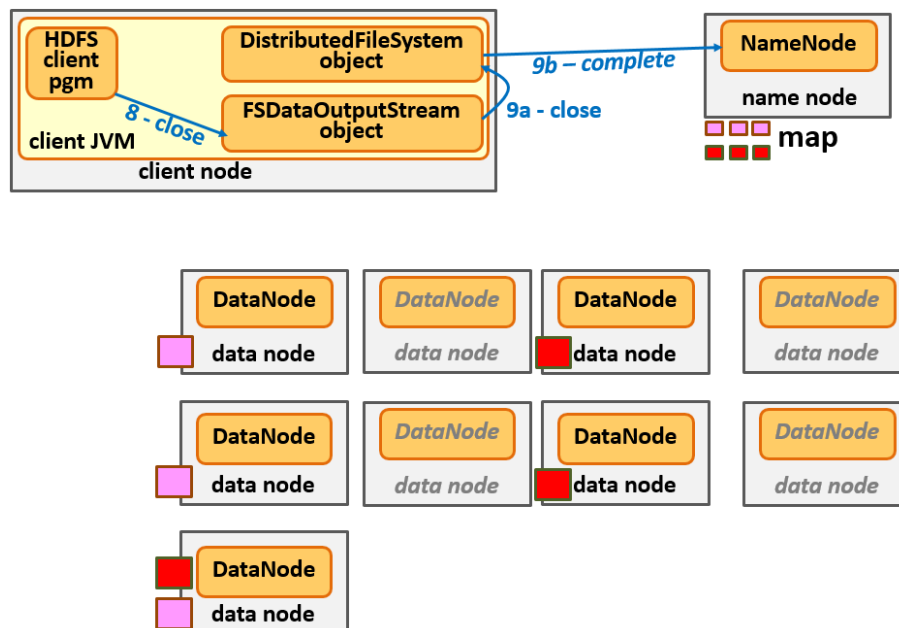 HDFS
client
pgm
DistributedFileSystem
object
FSDataOutputStream
object
8 - close
client JVM
client node
9b – complete
9a - close
NameNode
name node
map
DataNode
data node
DataNode
data node
DataNode
data node
DataNode
data node
DataNode
data node
DataNode
data node
DataNode
data node
DataNode
data node
DataNode
data node